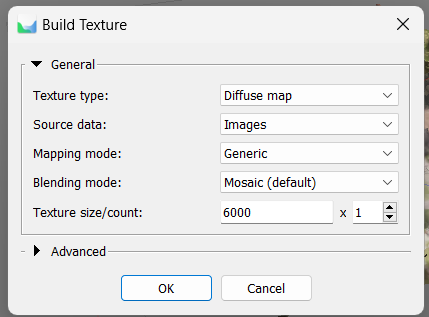 Build Texture
General
Texture type: Diffuse map
Source data: Images
Mapping mode: Generic
Blending mode: Mosaic (default)
Texture size/count: 6000 x 1
Advanced
OK Cancel